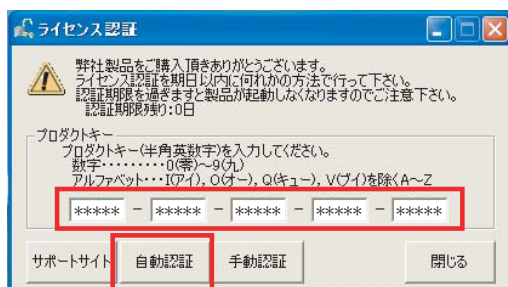 ライセンス認証
弊社製品をご購入頂きありがとうございます。
ライセンス認証を期日以内に何れかの方法で行って下さい。
認証期限を過ぎますと製品が起動しなくなりますのでご注意下さい。
認証期限残り:0日
プロダクトキー
プロダクトキー(半角英数字)を入力してください。
数字・・・・・・・・・0(零)～9(九)
アルファベット・・・I(アイ), O(オー), Q(キュー), V(ブイ)を除くA～Z
***** - ***** - ***** - ***** - *****
サポートサイト 自動認証 手動認証 閉じる